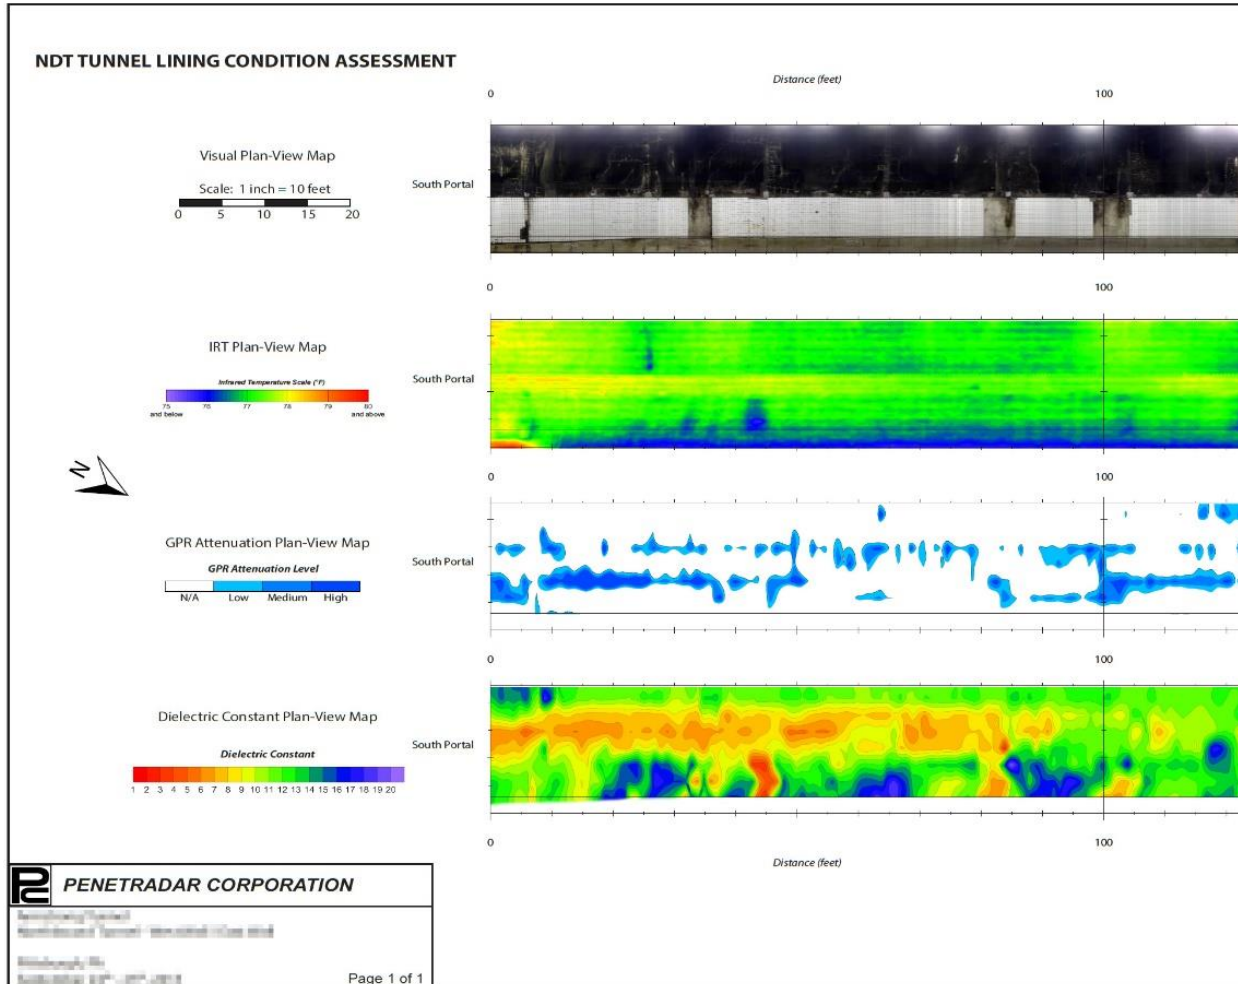 NDT TUNNEL LINING CONDITION ASSESSMENT
Distance (feet)
0 100
Visual Plan-View Map
Scale: 1 inch = 10 feet
0 5 10 15 20
South Portal
0 100
IRT Plan-View Map
Infrared Temperature Scale (°F)
75 76 77 78 79 80
and below and above
South Portal
N
0 100
GPR Attenuation Plan-View Map
GPR Attenuation Level
N/A Low Medium High
South Portal
0 100
Dielectric Constant Plan-View Map
Dielectric Constant
1 2 3 4 5 6 7 8 9 10 11 12 13 14 15 16 17 18 19 20
South Portal
0 100
Distance (feet)
PC PENETRADAR CORPORATION
Page 1 of 1